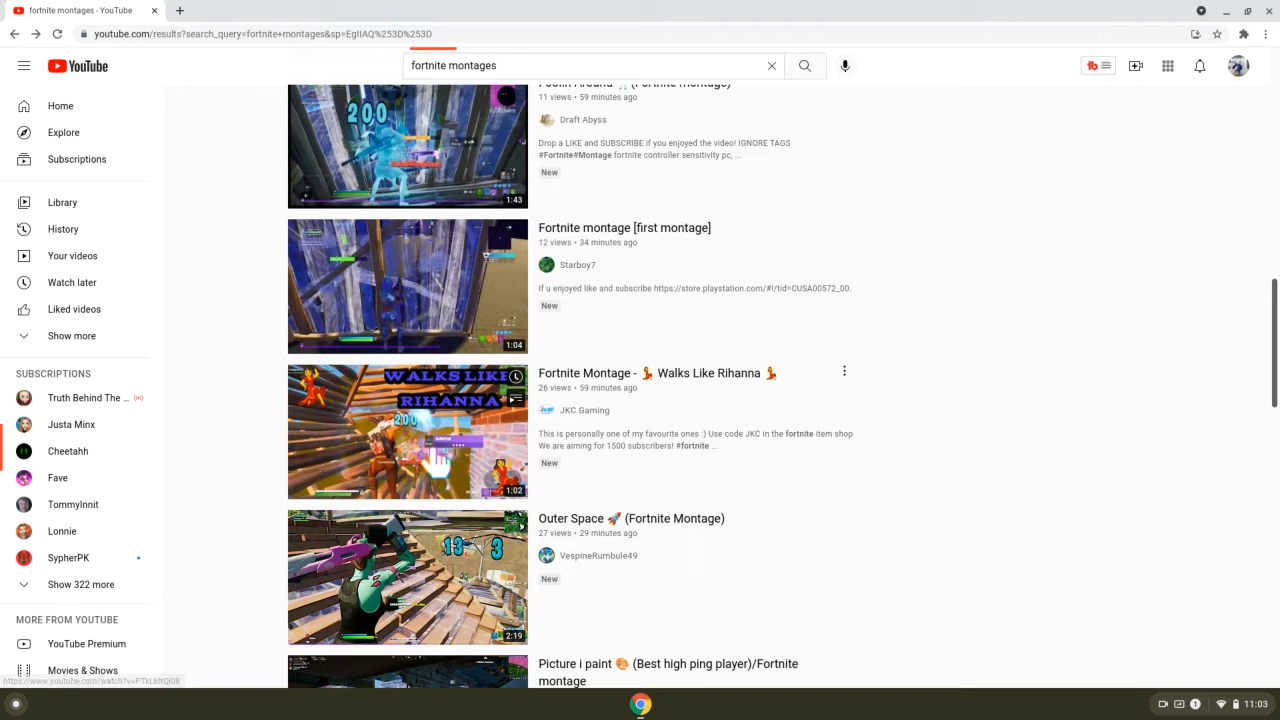 fortnite montages - YouTube
youtube.com/results?search_query=fortnite+montages&sp=EgIIAQ%253D%253D
YouTube
fortnite montages
Home
Explore
Subscriptions
Library
History
Your videos
Watch later
Liked videos
Show more
SUBSCRIPTIONS
Truth Behind The ...
Justa Minx
Cheetahh
Fave
TommyInnit
Lonnie
SypherPK
Show 322 more
MORE FROM YOUTUBE
YouTube Premium
Movies & Shows
https://www.youtube.com/watch?v=PTkL6ftQj08
200
1:43
(Fortnite montage)
11 views • 59 minutes ago
Draft Abyss
Drop a LIKE and SUBSCRIBE if you enjoyed the video! IGNORE TAGS
#Fortnite#Montage fortnite controller sensitivity pc, ...
New
1:04
Fortnite montage [first montage]
12 views • 34 minutes ago
Starboy7
If u enjoyed like and subscribe https://store.playstation.com/#!/tid=CUSA00572_00.
New
WALKS LIKE
RIHANNA
200
1:02
Fortnite Montage - 💃 Walks Like Rihanna 💃
26 views • 59 minutes ago
JKC Gaming
This is personally one of my favourite ones :) Use code JKC in the fortnite item shop
We are aiming for 1500 subscribers! #fortnite ...
New
13 3
2:19
Outer Space 🚀 (Fortnite Montage)
27 views • 29 minutes ago
VespineRumbule49
New
Picture i paint 🎨 (Best high ping player)/Fortnite
montage
1
11:03